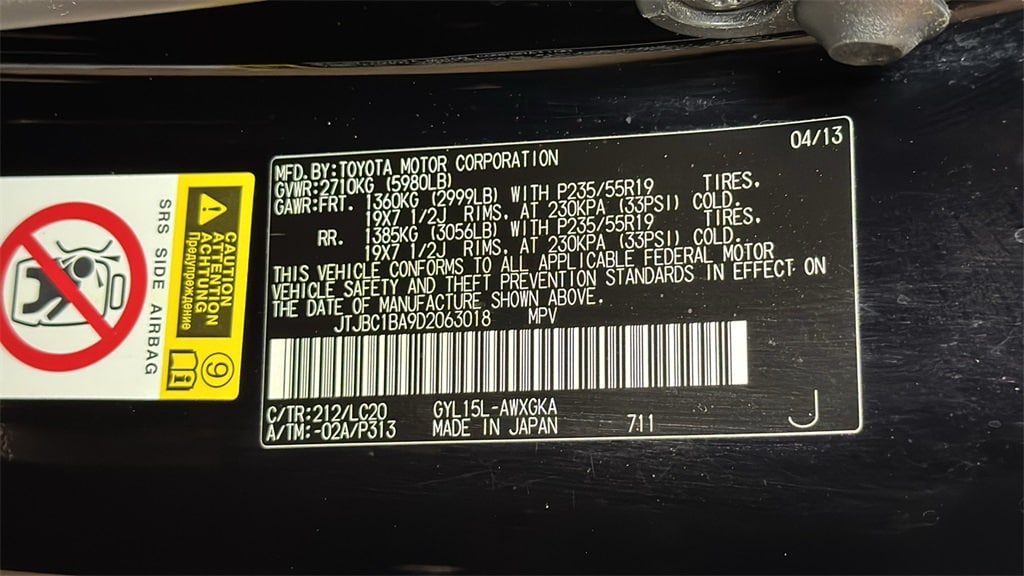 04/13
MFD. BY:TOYOTA MOTOR CORPORATION
GVWR:2710KG (5980LB)
GAWR:FRT. 1360KG (2999LB) WITH P235/55R19 TIRES.
19X7 1/2J RIMS. AT 230KPA (33PSI) COLD.
RR. 1385KG (3056LB) WITH P235/55R19 TIRES.
19X7 1/2J RIMS. AT 230KPA (33PSI) COLD.
THIS VEHICLE CONFORMS TO ALL APPLICABLE FEDERAL MOTOR
VEHICLE SAFETY AND THEFT PREVENTION STANDARDS IN EFFECT ON
THE DATE OF MANUFACTURE SHOWN ABOVE.
JTJBC1BA9D2063018 MPV
C/TR:212/LC20 GYL15L-AWXGKA
A/TM:-02A/P313 MADE IN JAPAN 711 J
CAUTION
ATTENTION
ACHTUNG
Предупреждение
SRS SIDE AIRBAG
9